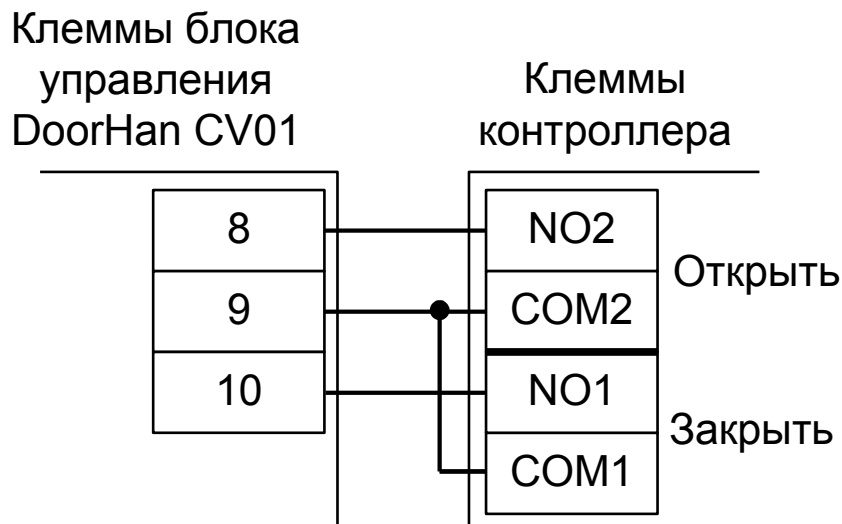 Клеммы блока
управления
DoorHan CV01
Клеммы
контроллера
8
9
10
NO2
COM2
NO1
COM1
Открыть
Закрыть